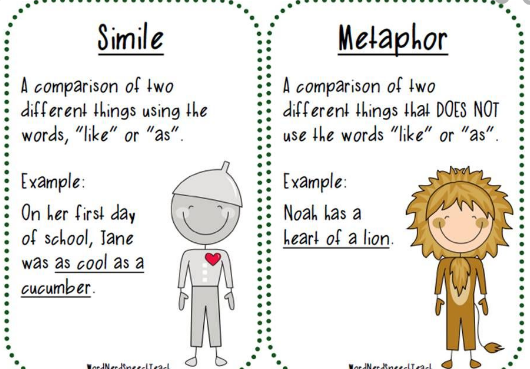 Simile
A comparison of two
different things using the
words, "like" or "as".
Example:
On her first day
of school, Jane
was as cool as a
cucumber.
WordNerdSpeechTeach
Metaphor
A comparison of two
different things that DOES NOT
use the words "like" or "as".
Example:
Noah has a
heart of a lion.
WordNerdSpeechTeach